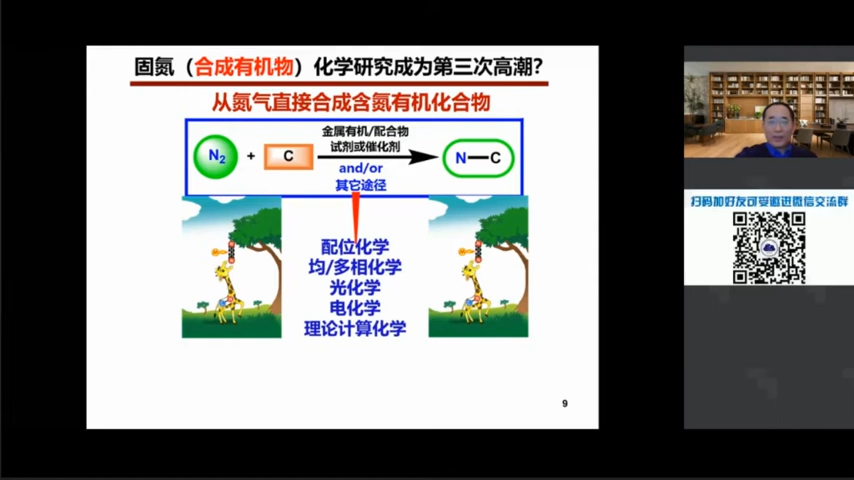 固氮（合成有机物）化学研究成为第三次高潮?
从氮气直接合成含氮有机化合物
N2 + C
金属有机/配合物
试剂或催化剂
and/or
其它途径
N—C
配位化学
均/多相化学
光化学
电化学
理论计算化学
9
扫码加好友可受邀进微信交流群